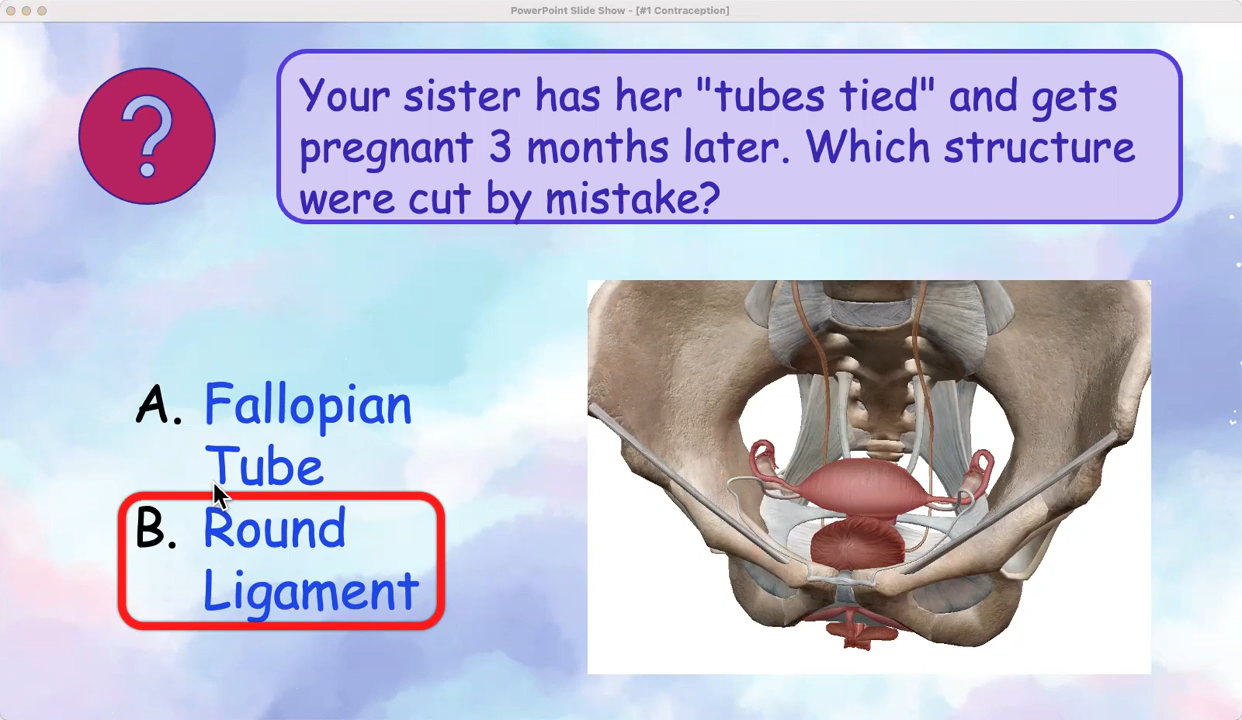 PowerPoint Slide Show - [#1 Contraception]
?
Your sister has her "tubes tied" and gets
pregnant 3 months later. Which structure
were cut by mistake?
A. Fallopian
Tube
B. Round
Ligament